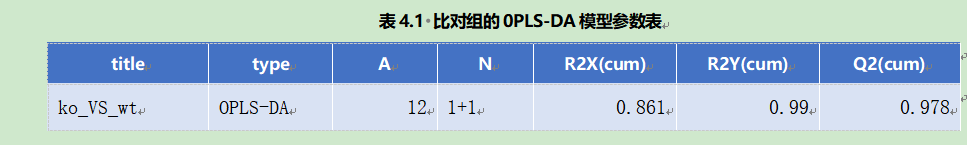 表 4.1 比对组的 0PLS-DA 模型参数表
title type A N R2X(cum) R2Y(cum) Q2(cum)
ko_VS_wt OPLS-DA 12 1+1 0.861 0.99 0.978